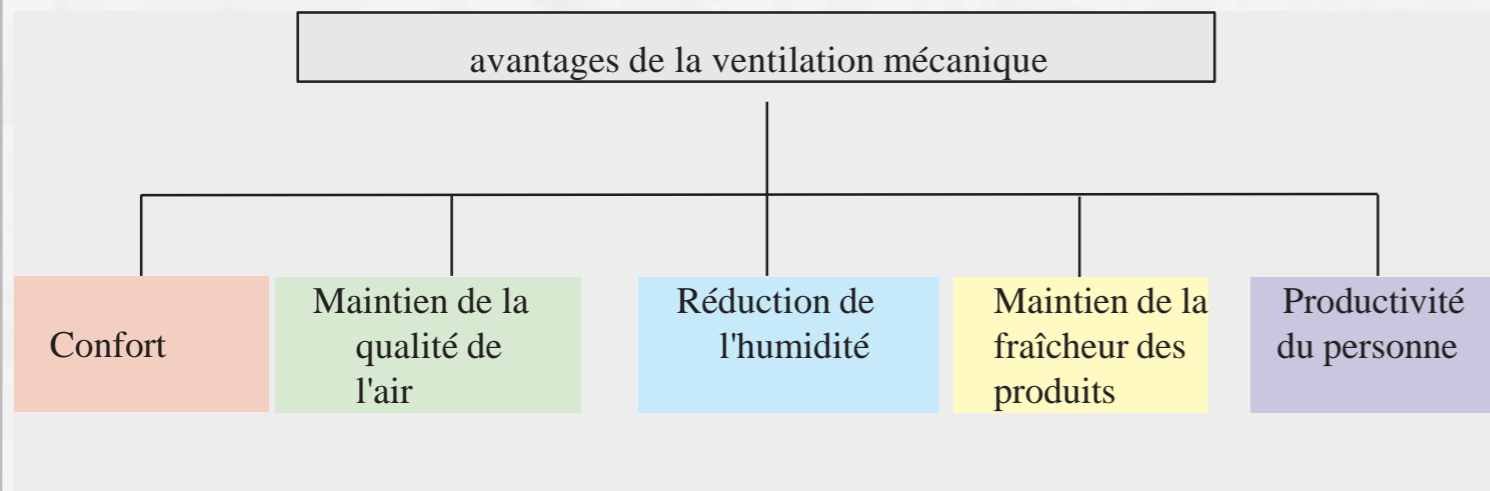 avantages de la ventilation mécanique
Confort
Maintien de la
qualité de
l'air
Réduction de
l'humidité
Maintien de la
fraîcheur des
produits
Productivité
du personne